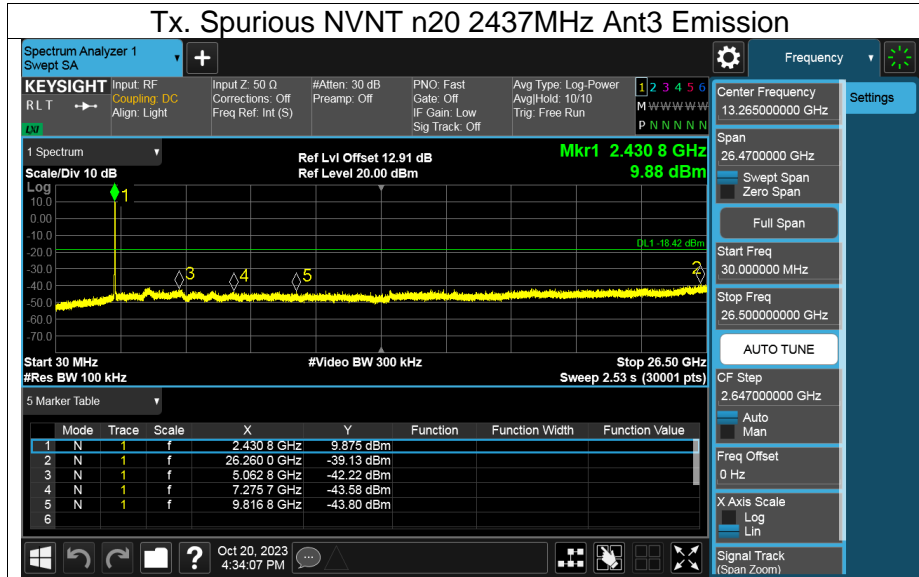 Tx. Spurious NVNT n20 2437MHz Ant3 Emission
Spectrum Analyzer 1
Swept SA
+
Frequency
KEYSIGHT
RLT
LXI
Input: RF
Coupling: DC
Align: Light
Input Z: 50 Ω
Corrections: Off
Freq Ref: Int (S)
#Atten: 30 dB
Preamp: Off
PNO: Fast
Gate: Off
IF Gain: Low
Sig Track: Off
Avg Type: Log-Power
Avg|Hold: 10/10
Trig: Free Run
1 2 3 4 5 6
M W W W W W
P N N N N N
1 Spectrum
Scale/Div 10 dB
Ref Lvl Offset 12.91 dB
Ref Level 20.00 dBm
Mkr1 2.430 8 GHz
9.88 dBm
Log
10.0
0.00
-10.0
-20.0
-30.0
-40.0
-50.0
-60.0
-70.0
1
3
4
5
2
DL1 -18.42 dBm
Start 30 MHz
#Video BW 300 kHz
Stop 26.50 GHz
#Res BW 100 kHz
Sweep 2.53 s (30001 pts)
5 Marker Table
Mode Trace Scale X Y Function Function Width Function Value
1 N 1 f 2.430 8 GHz 9.875 dBm
2 N 1 f 26.260 0 GHz -39.13 dBm
3 N 1 f 5.062 8 GHz -42.22 dBm
4 N 1 f 7.275 7 GHz -43.58 dBm
5 N 1 f 9.816 8 GHz -43.80 dBm
6
?
Oct 20, 2023
4:34:07 PM
Center Frequency
13.265000000 GHz
Settings
Span
26.4700000 GHz
Swept Span
Zero Span
Full Span
Start Freq
30.000000 MHz
Stop Freq
26.500000000 GHz
AUTO TUNE
CF Step
2.647000000 GHz
Auto
Man
Freq Offset
0 Hz
X Axis Scale
Log
Lin
Signal Track
(Span Zoom)